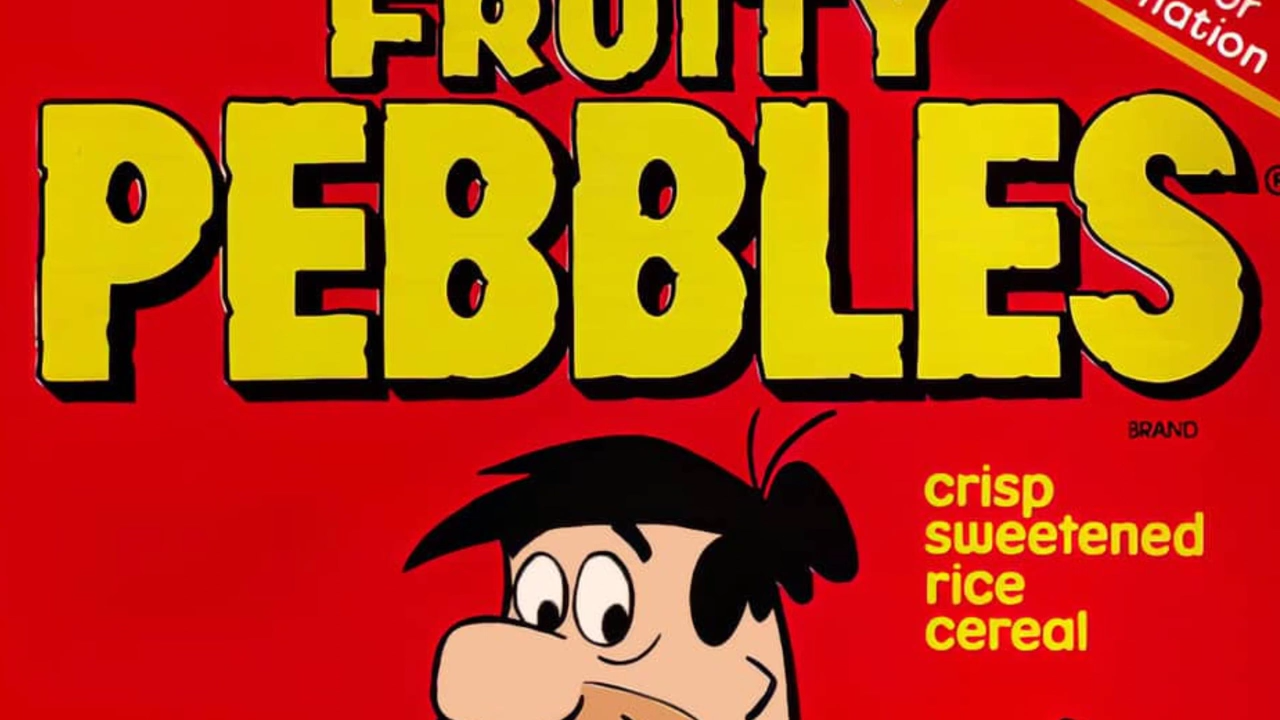 FRUITY
PEBBLES®
BRAND
crisp
sweetened
rice
cereal